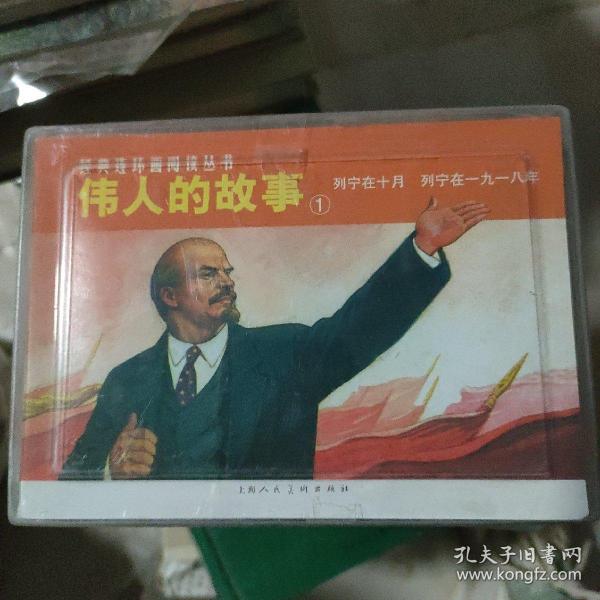 经典连环画阅读丛书
伟人的故事①
列宁在十月 列宁在一九一八年
上海人民美术出版社
孔夫子旧书网
www.kongfz.com